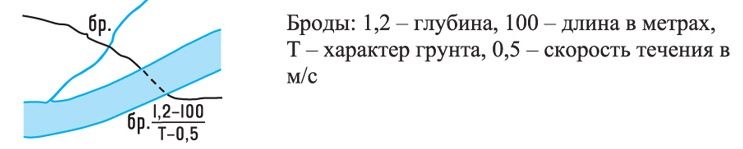 бр.
бр. 1,2–100
Т–0,5
Броды: 1,2 – глубина, 100 – длина в метрах,
Т – характер грунта, 0,5 – скорость течения в
м/с